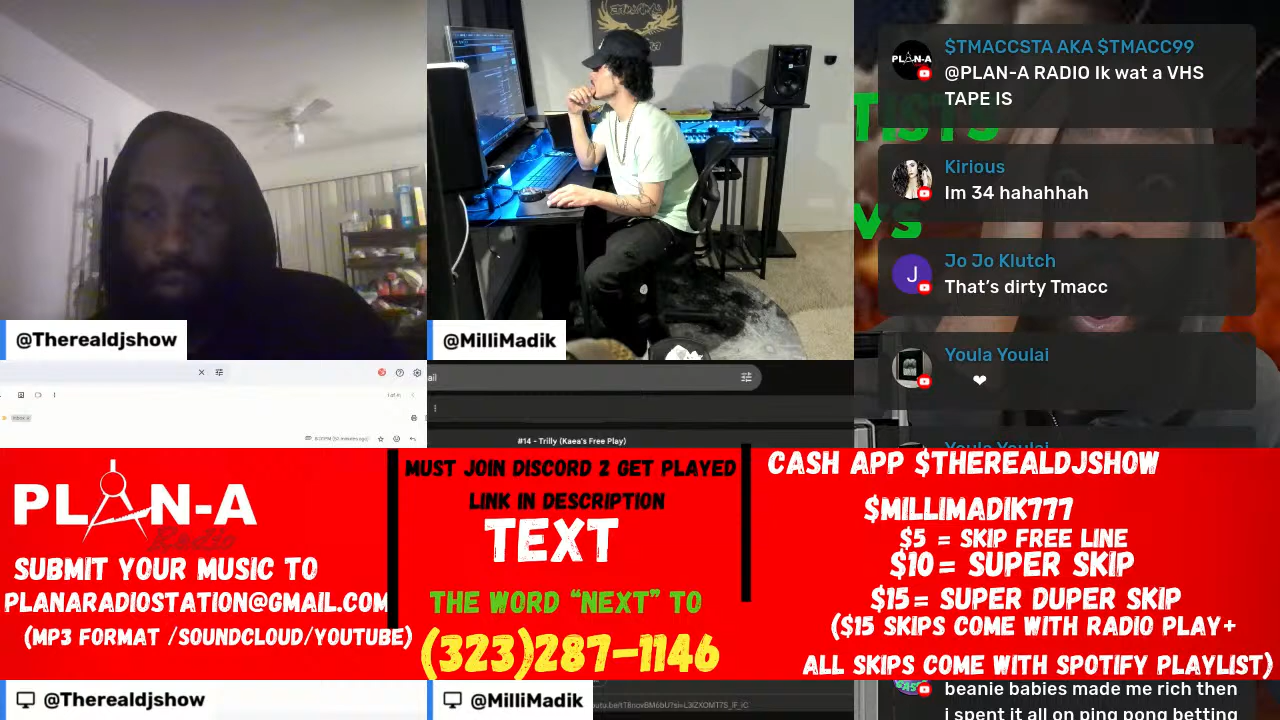 @Therealdjshow
@MilliMadik
$TMACCSTA AKA $TMACC99
@PLAN-A RADIO Ik wat a VHS
TAPE IS
Kirious
Im 34 hahahhah
Jo Jo Klutch
J
That's dirty Tmacc
Youla Youlai
❤
Youla Youlai
ail
#14 - Trilly (Kaea's Free Play)
PLAN-A
Radio
SUBMIT YOUR MUSIC TO
PLANARADIOSTATION@GMAIL.COM
(MP3 FORMAT /SOUNDCLOUD/YOUTUBE)
MUST JOIN DISCORD 2 GET PLAYED
LINK IN DESCRIPTION
TEXT
THE WORD “NEXT” TO
(323)287-1146
CASH APP $THEREALDJSHOW
$MILLIMADIK777
$5 = SKIP FREE LINE
$10 = SUPER SKIP
$15= SUPER DUPER SKIP
($15 SKIPS COME WITH RADIO PLAY+
ALL SKIPS COME WITH SPOTIFY PLAYLIST)
@Therealdjshow
@MilliMadik
beanie babies made me rich then
i spent it all on ping pong betting